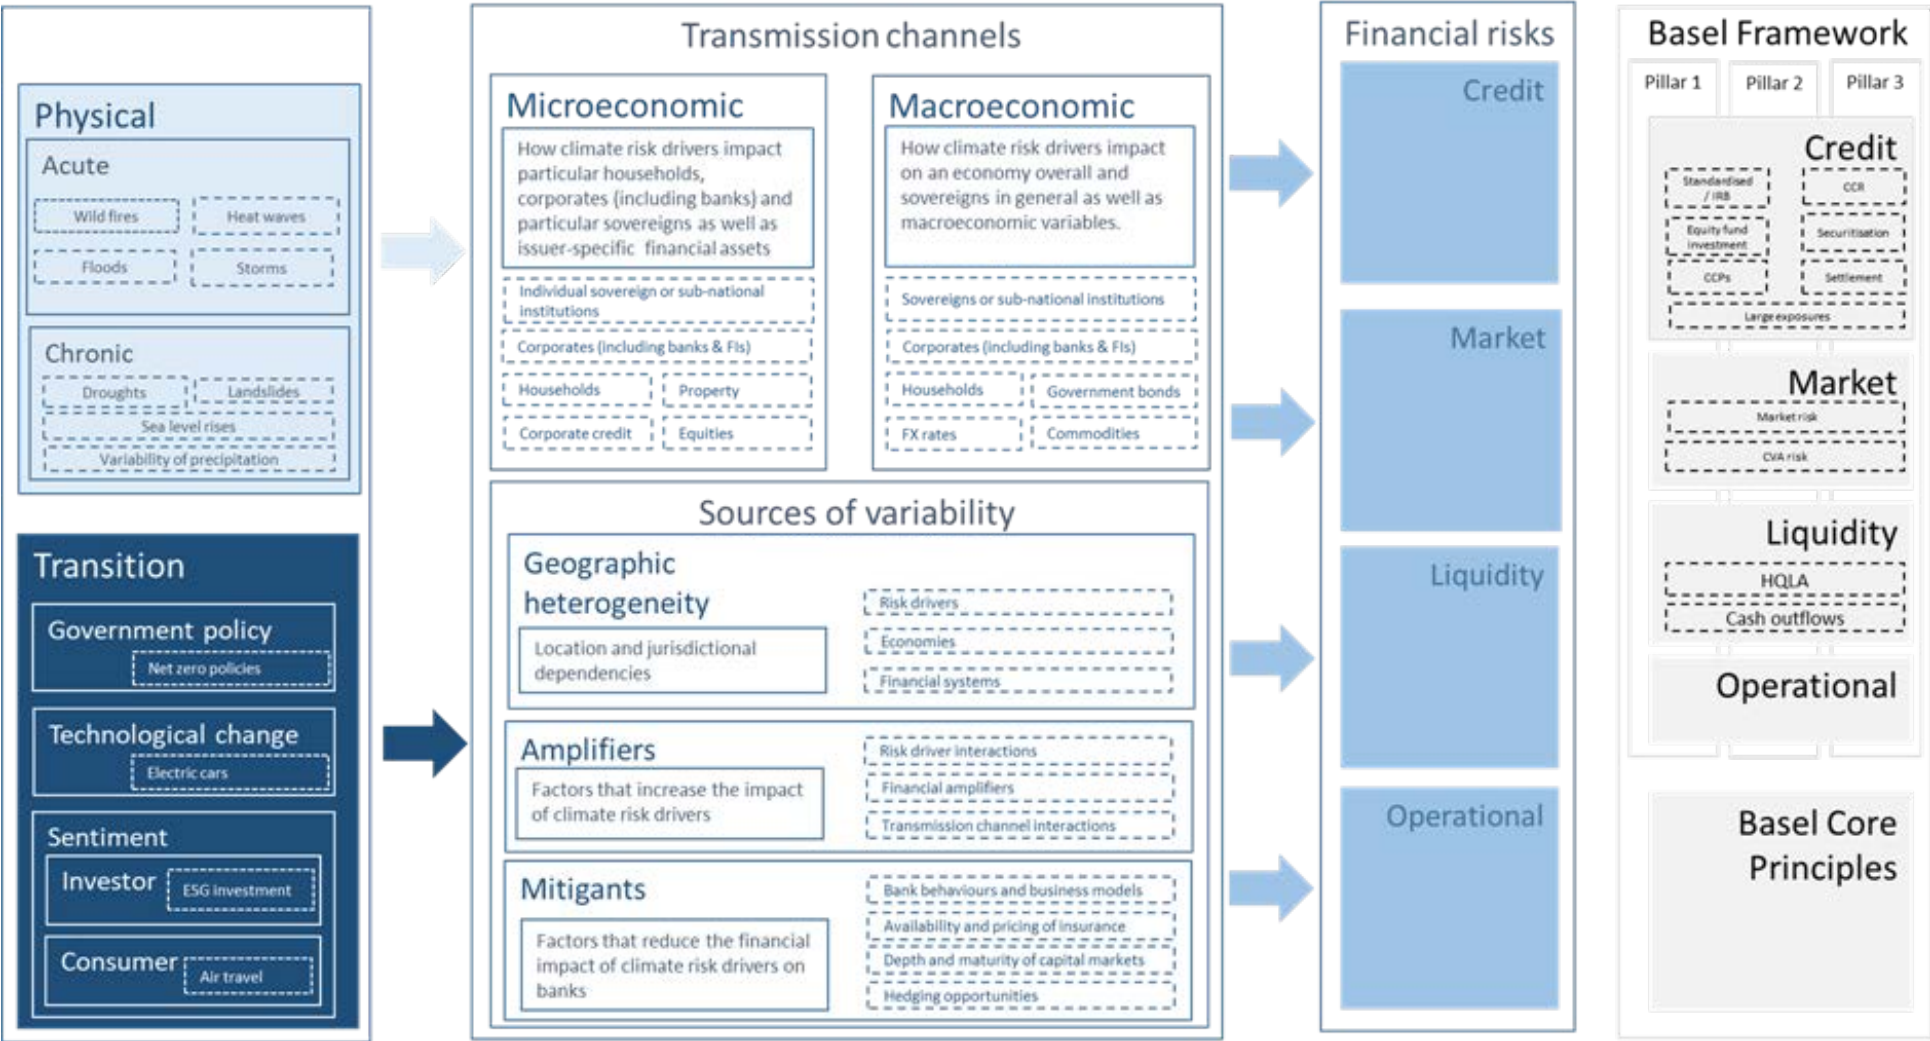 Physical
Acute
Wild fires
Heat waves
Floods
Storms
Chronic
Droughts
Landslides
Sea level rises
Variability of precipitation
Transition
Government policy
Net zero policies
Technological change
Electric cars
Sentiment
Investor
ESG investment
Consumer
Air travel
Transmission channels
Microeconomic
How climate risk drivers impact
particular households,
corporates (including banks) and
particular sovereigns as well as
issuer-specific financial assets
Individual sovereign or sub-national
institutions
Corporates (including banks & FIs)
Households
Property
Corporate credit
Equities
Macroeconomic
How climate risk drivers impact
on an economy overall and
sovereigns in general as well as
macroeconomic variables.
Sovereigns or sub-national institutions
Corporates (including banks & FIs)
Households
Government bonds
FX rates
Commodities
Sources of variability
Geographic
heterogeneity
Location and jurisdictional
dependencies
Risk drivers
Economies
Financial systems
Amplifiers
Factors that increase the impact
of climate risk drivers
Risk driver interactions
Financial amplifiers
Transmission channel interactions
Mitigants
Factors that reduce the financial
impact of climate risk drivers on
banks
Bank behaviours and business models
Availability and pricing of insurance
Depth and maturity of capital markets
Hedging opportunities
Financial risks
Credit
Market
Liquidity
Operational
Basel Framework
Pillar 1
Pillar 2
Pillar 3
Credit
Standardised
/ IRB
CCR
Equity fund
investment
Securitisation
CCPs
Settlement
Large exposures
Market
Market risk
CVA risk
Liquidity
HQLA
Cash outflows
Operational
Basel Core
Principles